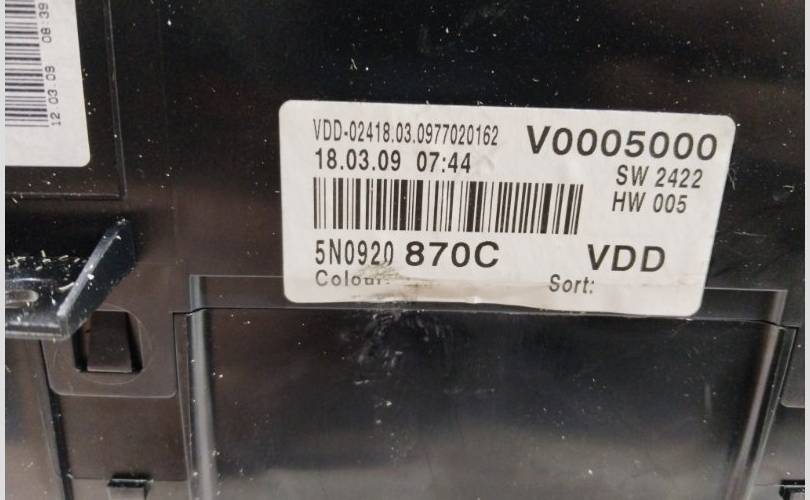 12 03 09 08:39
VDD-02418.03.0977020162
18.03.09 07:44
V0005000
SW 2422
HW 005
5N0920 870C VDD
Colour: Sort: